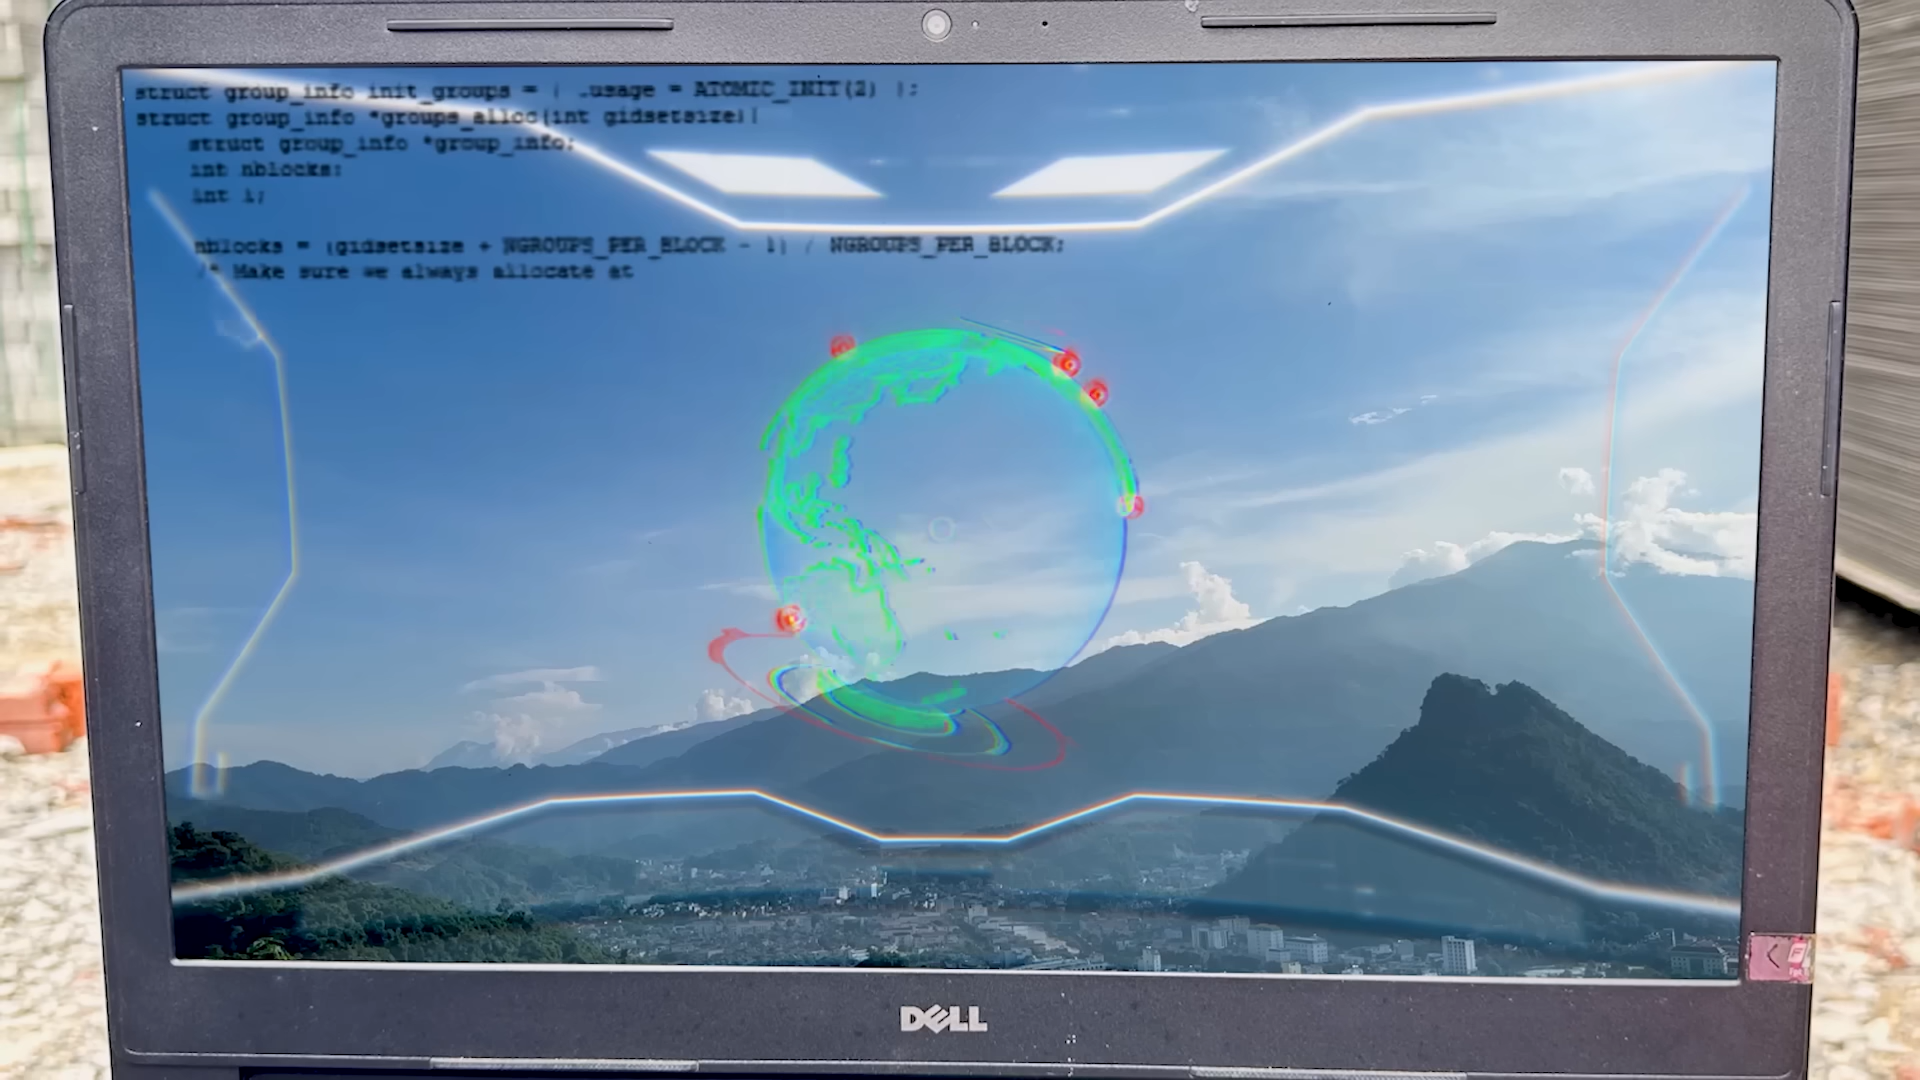 struct group_info init_groups = { .usage = ATOMIC_INIT(2) };
struct group_info *groups_alloc(int gidsetsize){
struct group_info *group_info;
int nblocks;
int i;
nblocks = (gidsetsize + NGROUPS_PER_BLOCK - 1) / NGROUPS_PER_BLOCK;
/* Make sure we always allocate at
DELL